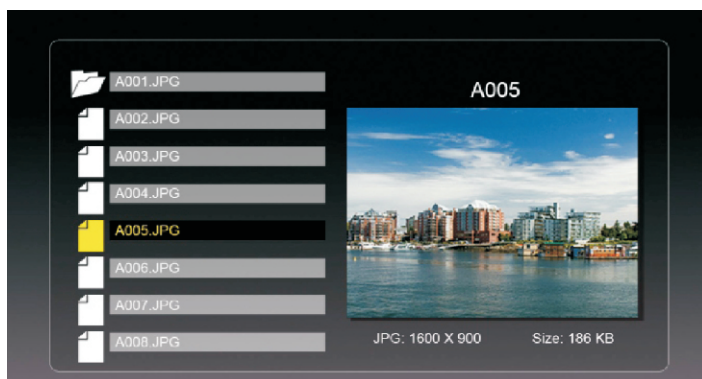 A001.JPG
A002.JPG
A003.JPG
A004.JPG
A005.JPG
A006.JPG
A007.JPG
A008.JPG
A005
JPG: 1600 X 900 Size: 186 KB